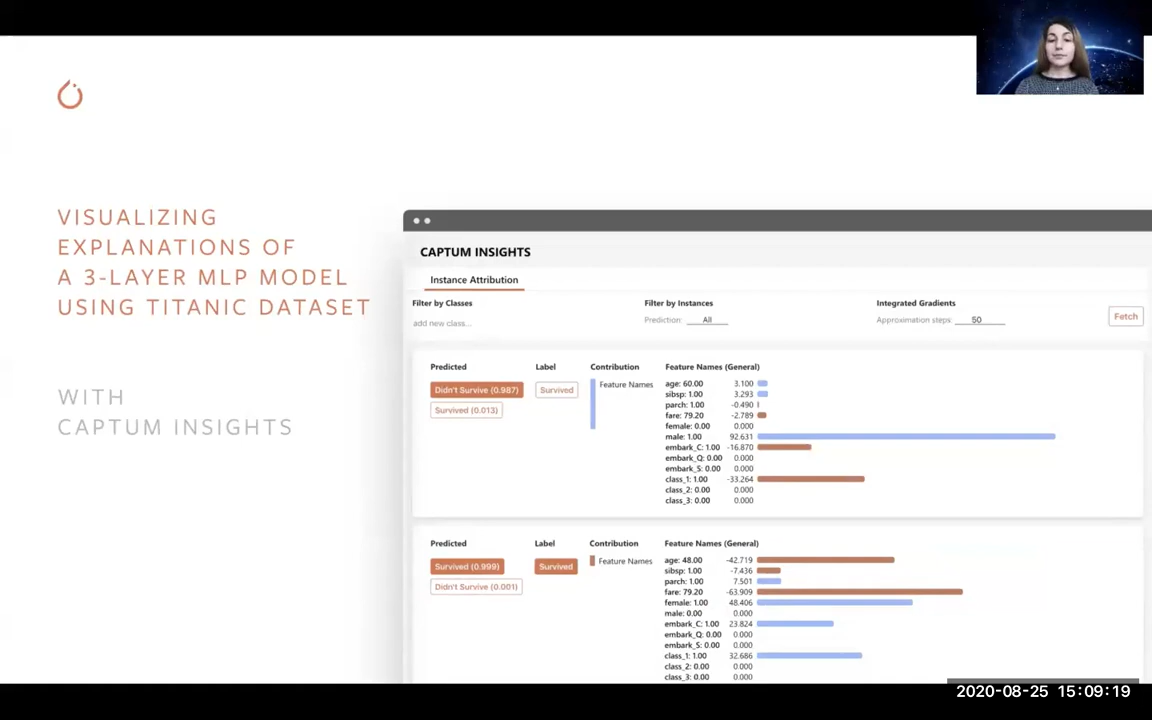 VISUALIZING
EXPLANATIONS OF
A 3-LAYER MLP MODEL
USING TITANIC DATASET
WITH
CAPTUM INSIGHTS
CAPTUM INSIGHTS
Instance Attribution
Filter by Classes Filter by Instances Integrated Gradients
add new class... Prediction: All Approximation steps: 50 Fetch
Predicted Label Contribution Feature Names (General)
Didn't Survive (0.987) Survived Feature Names
Survived (0.013)
age: 60.00 3.100
sibsp: 1.00 3.293
parch: 1.00 -0.490
fare: 79.20 -2.789
female: 0.00 0.000
male: 1.00 92.631
embark_C: 1.00 -16.870
embark_Q: 0.00 0.000
embark_S: 0.00 0.000
class_1: 1.00 -33.264
class_2: 0.00 0.000
class_3: 0.00 0.000
Predicted Label Contribution Feature Names (General)
Survived (0.999) Survived Feature Names
Didn't Survive (0.001)
age: 48.00 -42.719
sibsp: 1.00 -7.436
parch: 1.00 7.501
fare: 79.20 -63.909
female: 1.00 48.406
male: 0.00 0.000
embark_C: 1.00 23.824
embark_Q: 0.00 0.000
embark_S: 0.00 0.000
class_1: 1.00 32.686
class_2: 0.00 0.000
class_3: 0.00 0.000
2020-08-25 15:09:19